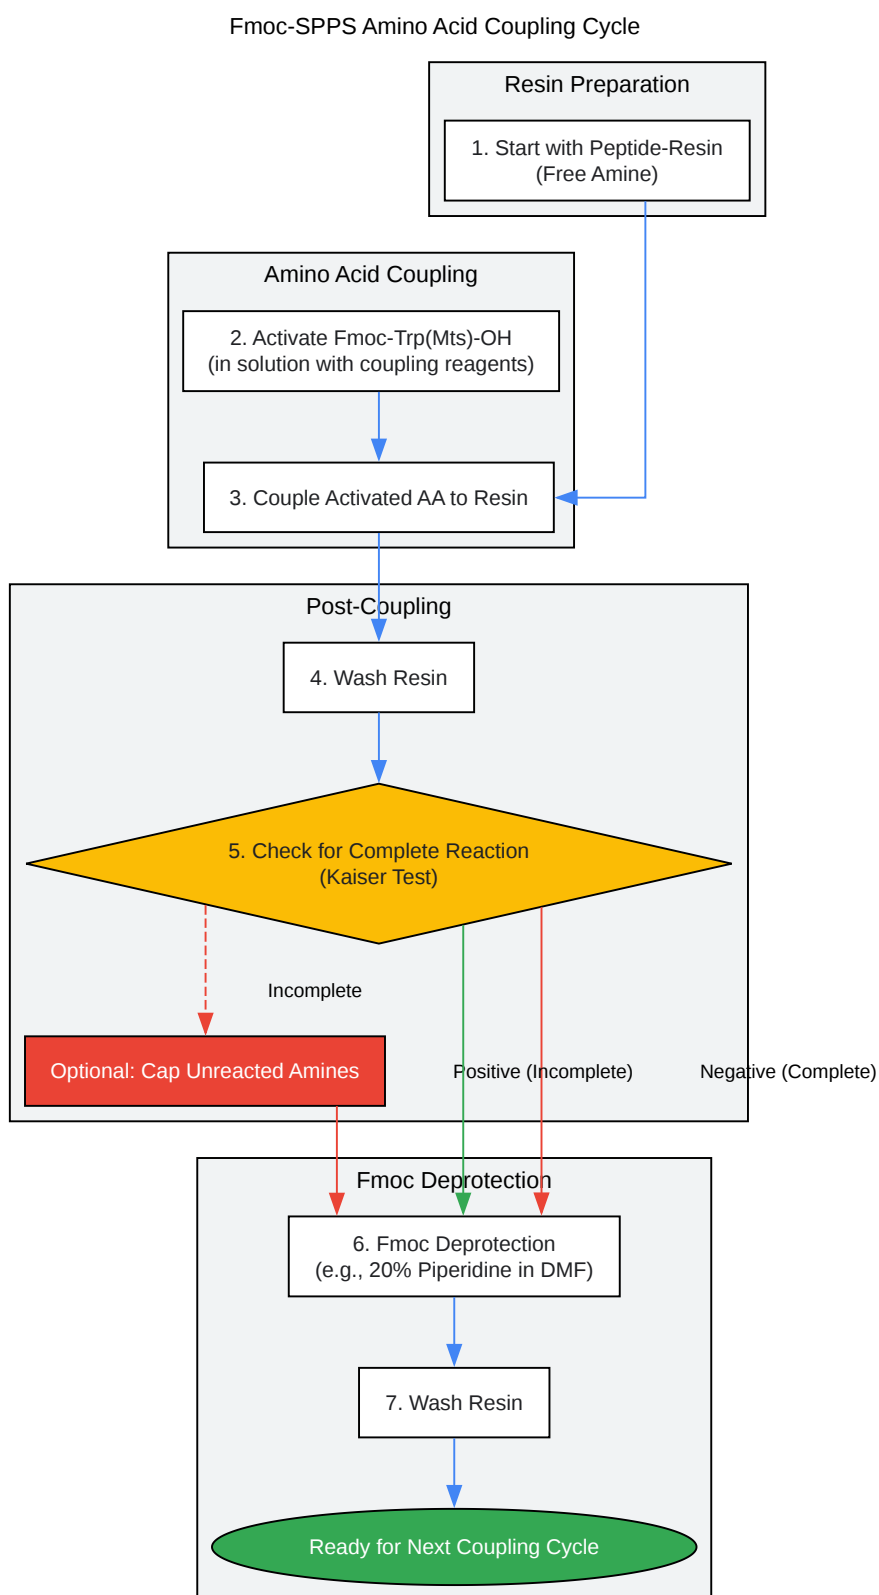 Fmoc-SPPS Amino Acid Coupling Cycle
Resin Preparation
1. Start with Peptide-Resin
(Free Amine)
Amino Acid Coupling
2. Activate Fmoc-Trp(Mts)-OH
(in solution with coupling reagents)
3. Couple Activated AA to Resin
Post-Coupling
4. Wash Resin
5. Check for Complete Reaction
(Kaiser Test)
Incomplete
Optional: Cap Unreacted Amines
Positive (Incomplete)
Negative (Complete)
Fmoc Deprotection
6. Fmoc Deprotection
(e.g., 20% Piperidine in DMF)
7. Wash Resin
Ready for Next Coupling Cycle